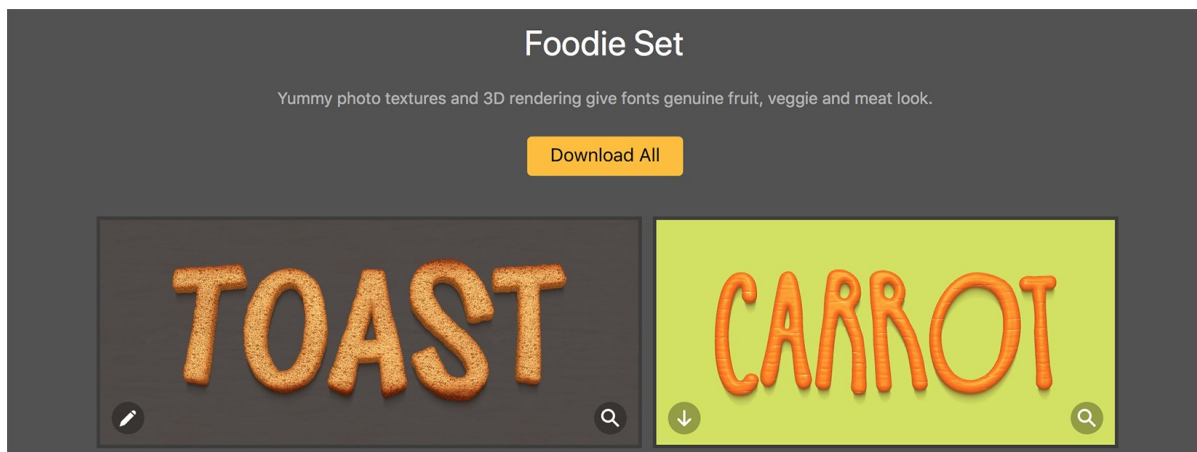 Foodie Set
Yummy photo textures and 3D rendering give fonts genuine fruit, veggie and meat look.
Download All
TOAST
CARROT